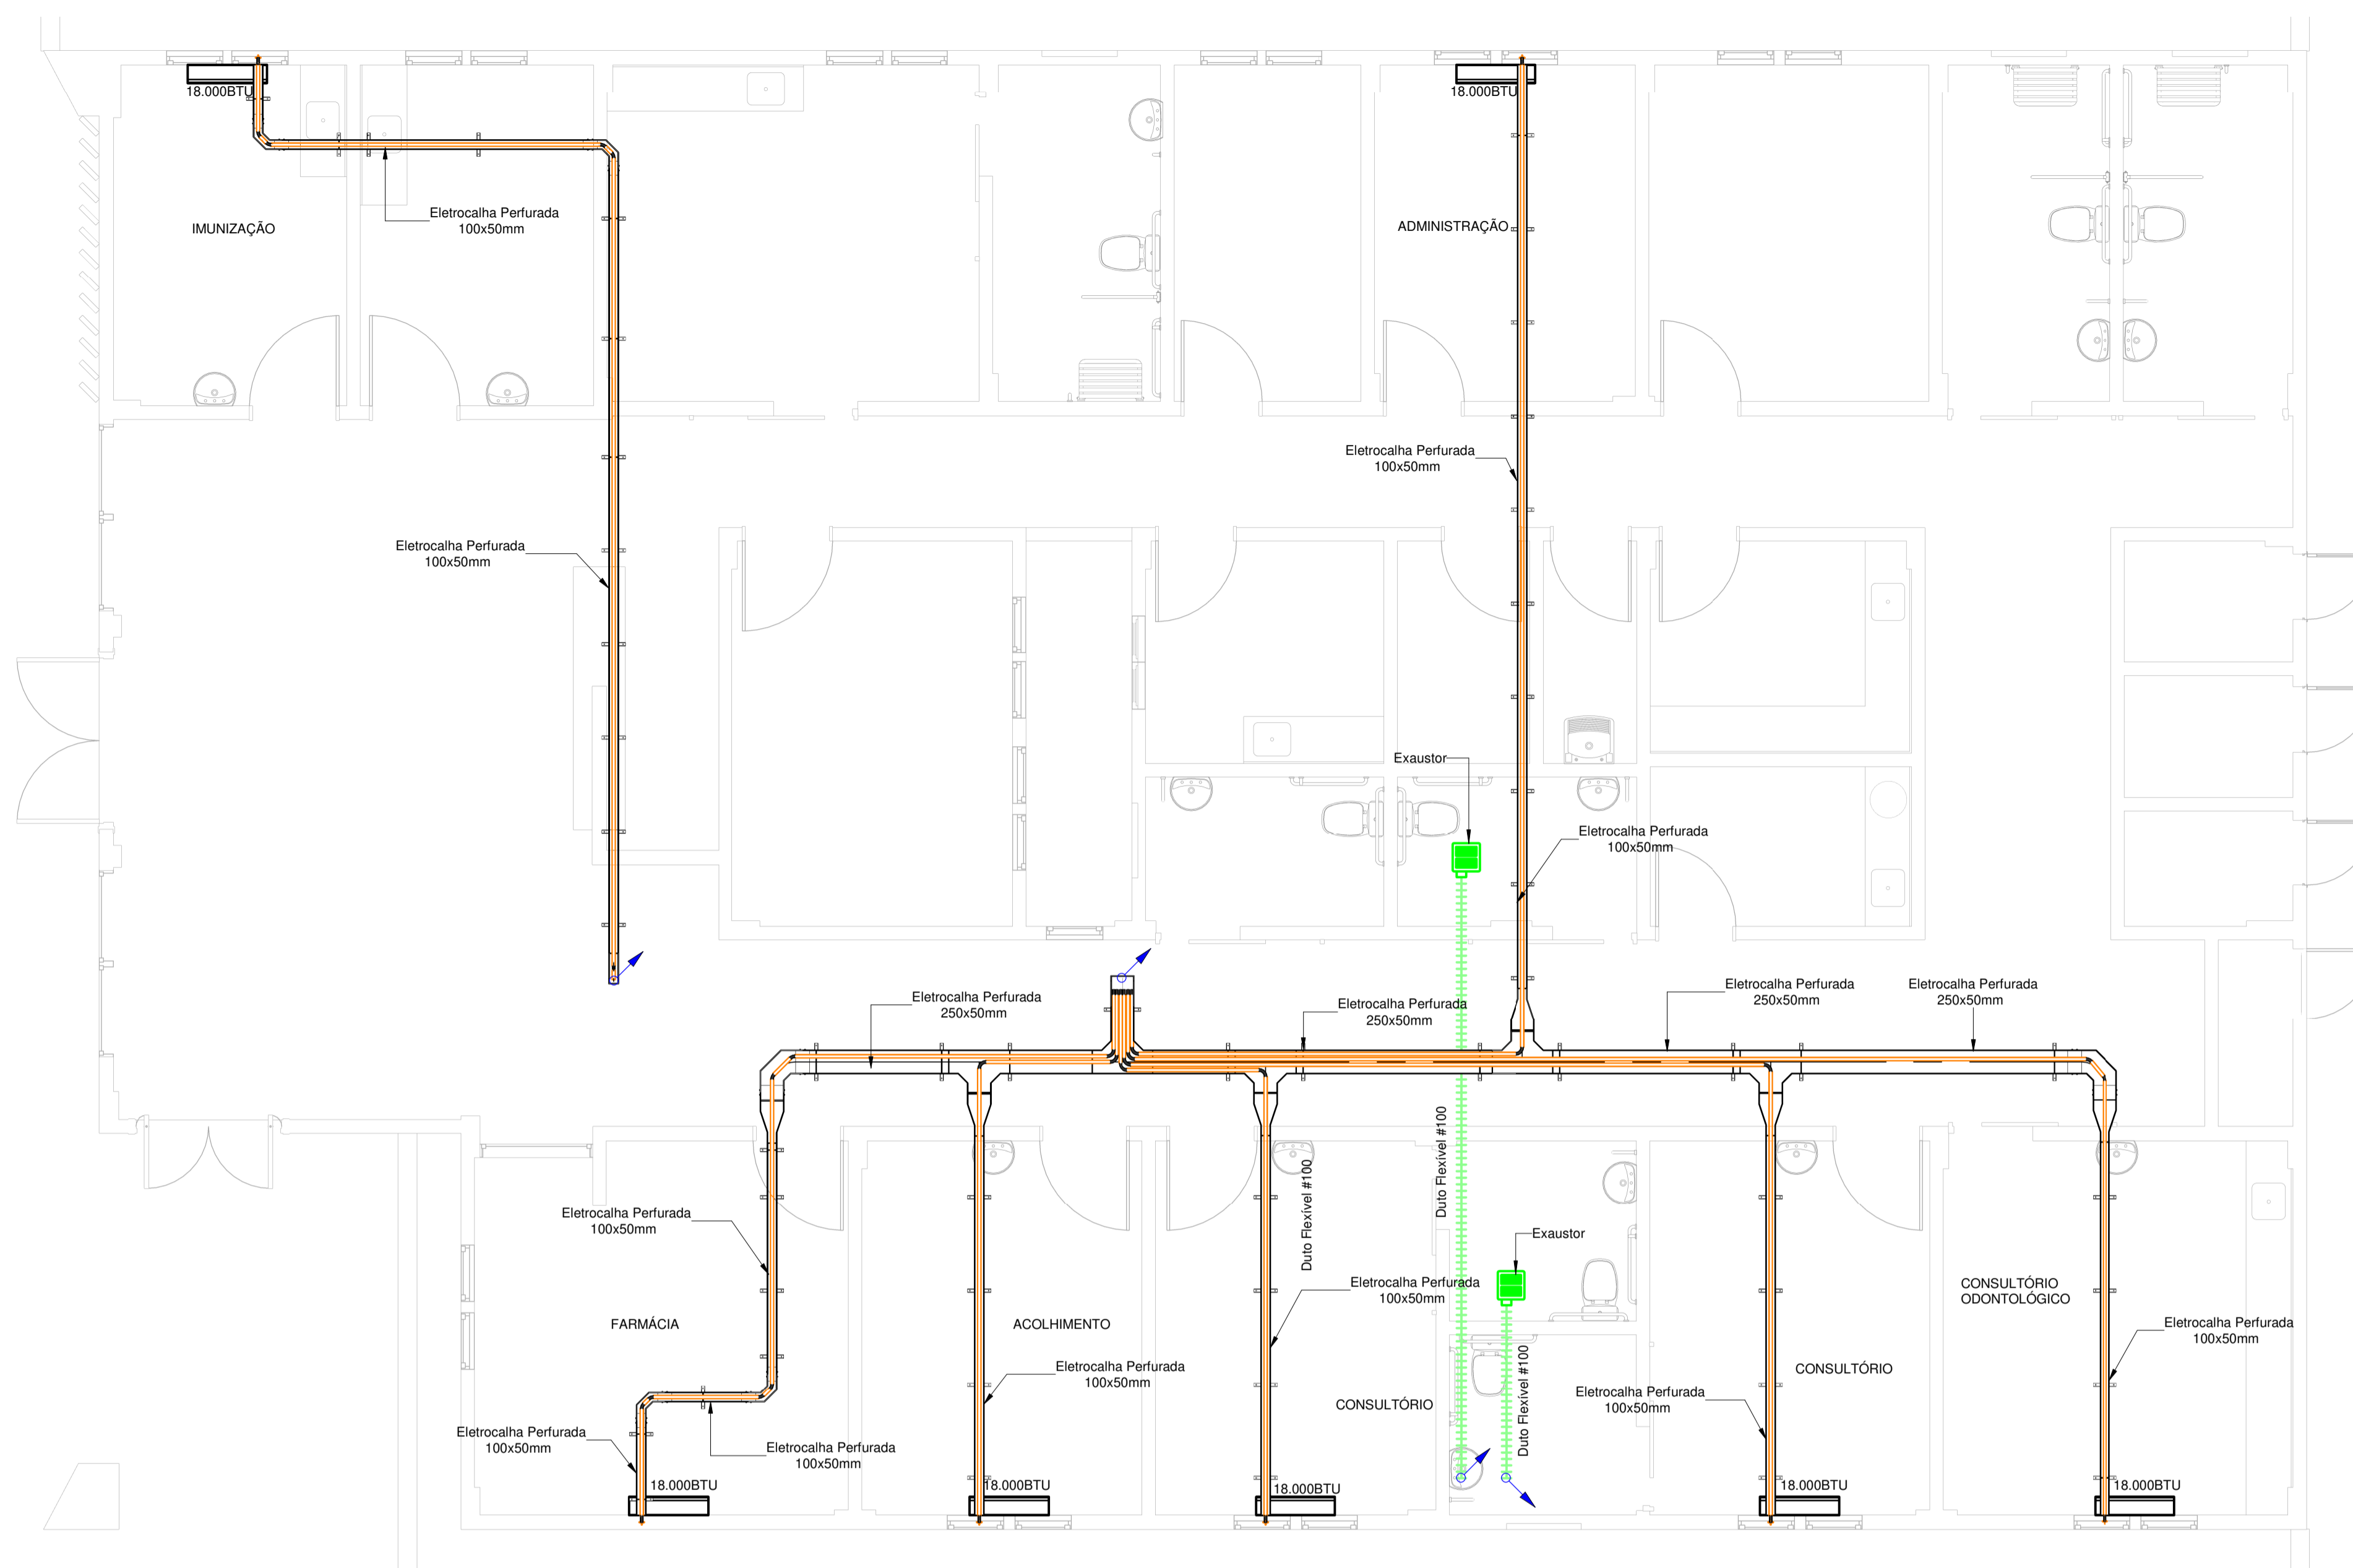 18.000BTU
18.000BTU
Eletrocalha Perfurada
100x50mm
IMUNIZAÇÃO
ADMINISTRAÇÃO
Eletrocalha Perfurada
100x50mm
Eletrocalha Perfurada
100x50mm
Exaustor
Eletrocalha Perfurada
100x50mm
Eletrocalha Perfurada
250x50mm
Eletrocalha Perfurada
250x50mm
Eletrocalha Perfurada
250x50mm
Eletrocalha Perfurada
250x50mm
Duto Flexível #100
Duto Flexível #100
Eletrocalha Perfurada
100x50mm
Exaustor
Eletrocalha Perfurada
100x50mm
CONSULTÓRIO
ODONTOLÓGICO
FARMÁCIA
ACOLHIMENTO
Eletrocalha Perfurada
100x50mm
Eletrocalha Perfurada
100x50mm
CONSULTÓRIO
Duto Flexível #100
Eletrocalha Perfurada
100x50mm
CONSULTÓRIO
Eletrocalha Perfurada
100x50mm
Eletrocalha Perfurada
100x50mm
18.000BTU
18.000BTU
18.000BTU
18.000BTU
18.000BTU